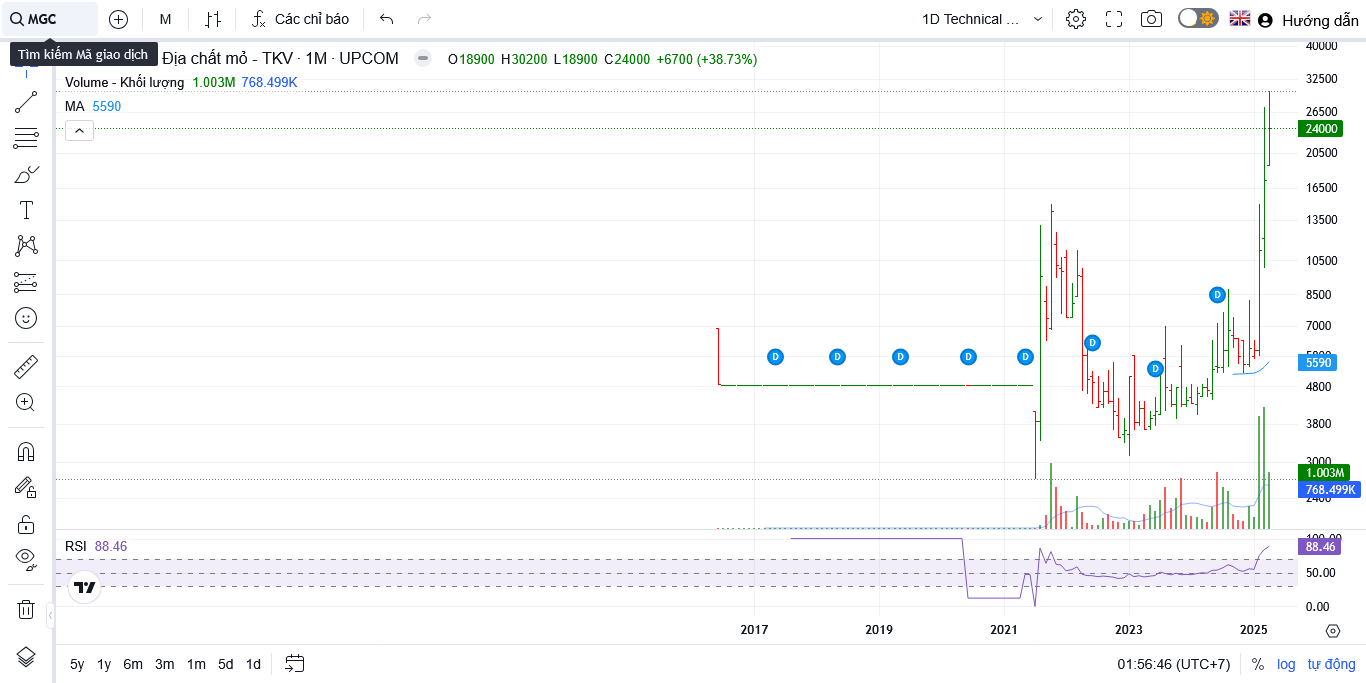 MGC
M
Các chỉ báo
1D Technical ...
Hướng dẫn
Tìm kiếm Mã giao dịch
Địa chất mỏ - TKV · 1M · UPCOM
O18900 H30200 L18900 C24000 +6700 (+38.73%)
Volume - Khối lượng 1.003M 768.499K
MA 5590
40000
32500
26500
24000
20500
16500
13500
10500
8500
7000
5800
5590
4800
3800
3000
1.003M
768.499K
2400
D D D D D D D D
RSI 88.46
100.00
88.46
50.00
0.00
2017 2019 2021 2023 2025
5y 1y 6m 3m 1m 5d 1d
01:56:46 (UTC+7)
% log tự động